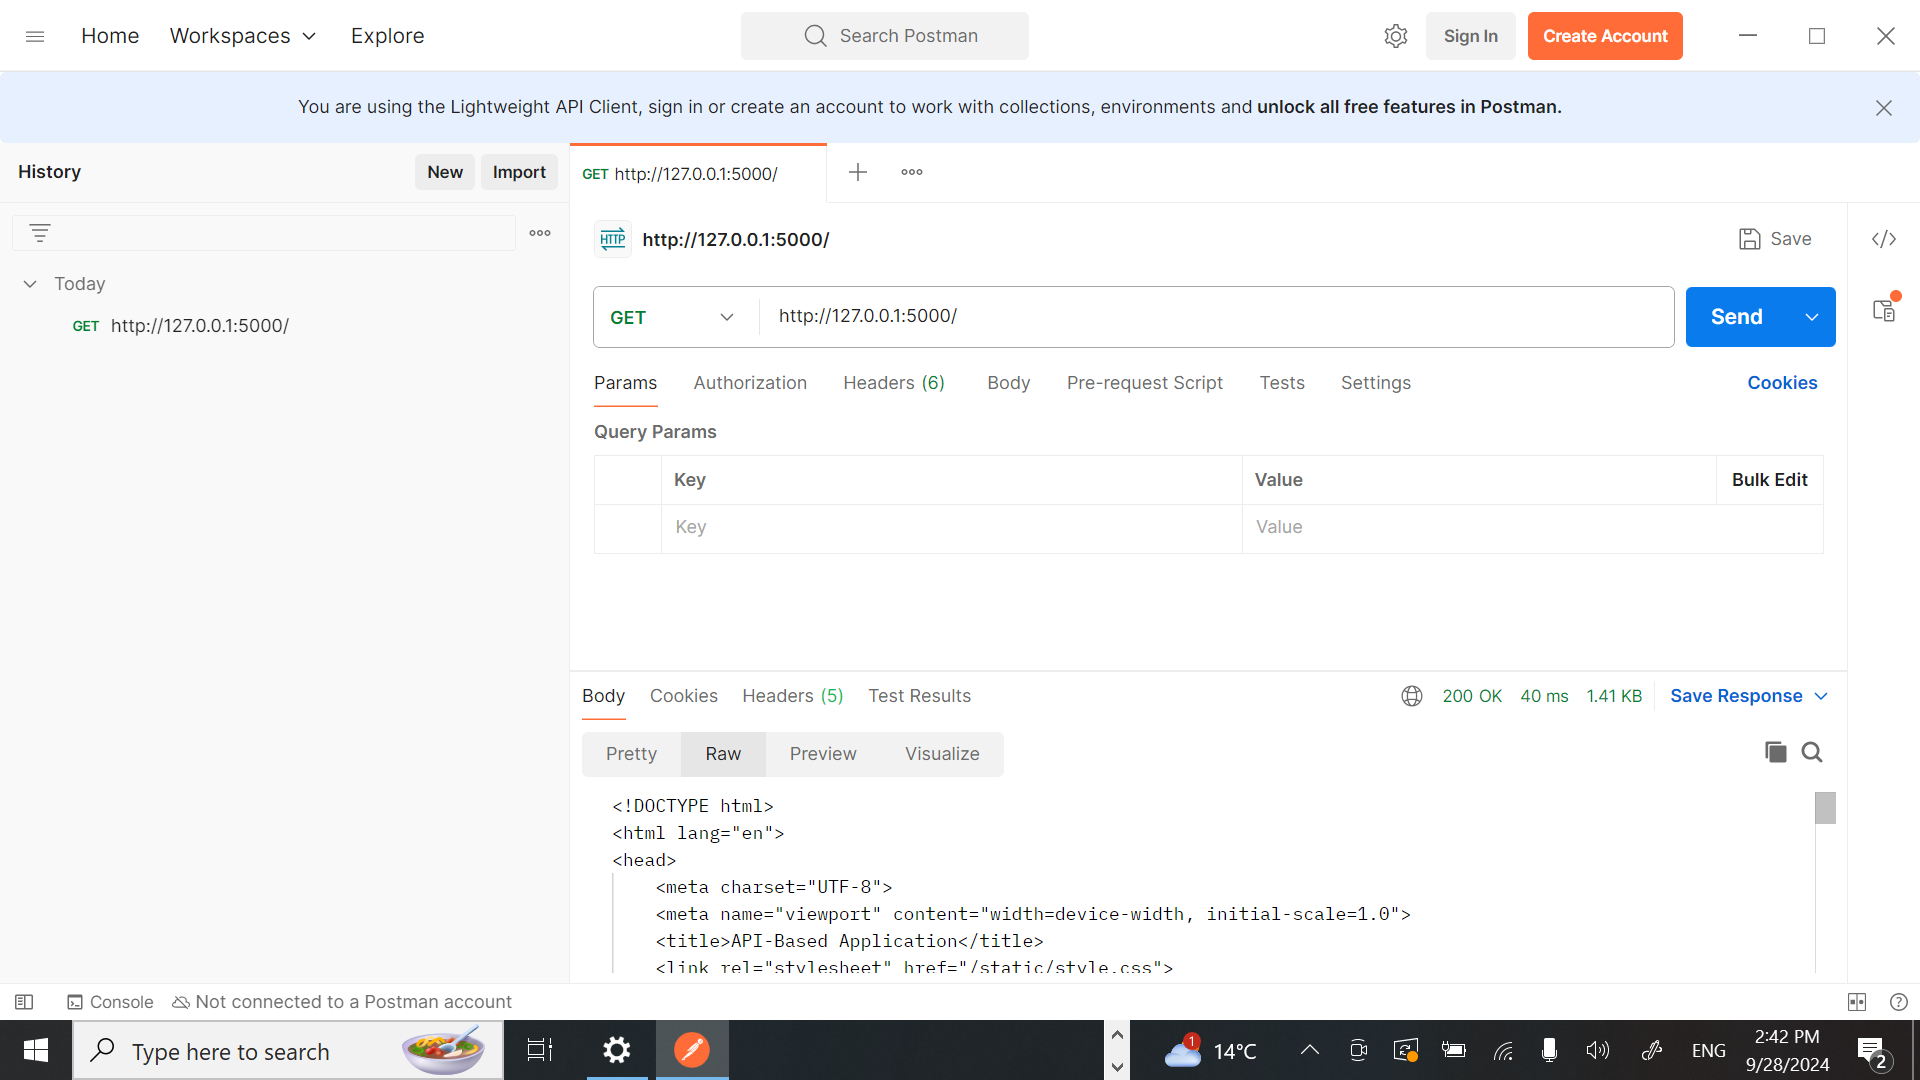 Home Workspaces Explore Search Postman Sign In Create Account
You are using the Lightweight API Client, sign in or create an account to work with collections, environments and unlock all free features in Postman.
History New Import GET http://127.0.0.1:5000/
HTTP http://127.0.0.1:5000/ Save
Today
GET http://127.0.0.1:5000/
GET http://127.0.0.1:5000/ Send
Params Authorization Headers (6) Body Pre-request Script Tests Settings Cookies
Query Params
Key Value Bulk Edit
Key Value
Body Cookies Headers (5) Test Results 200 OK 40 ms 1.41 KB Save Response
Pretty Raw Preview Visualize
<!DOCTYPE html>
<html lang="en">
<head>
<meta charset="UTF-8">
<meta name="viewport" content="width=device-width, initial-scale=1.0">
<title>API-Based Application</title>
<link rel="stylesheet" href="/static/style.css">
Console Not connected to a Postman account
Type here to search 1 14°C ENG 2:42 PM
9/28/2024 2